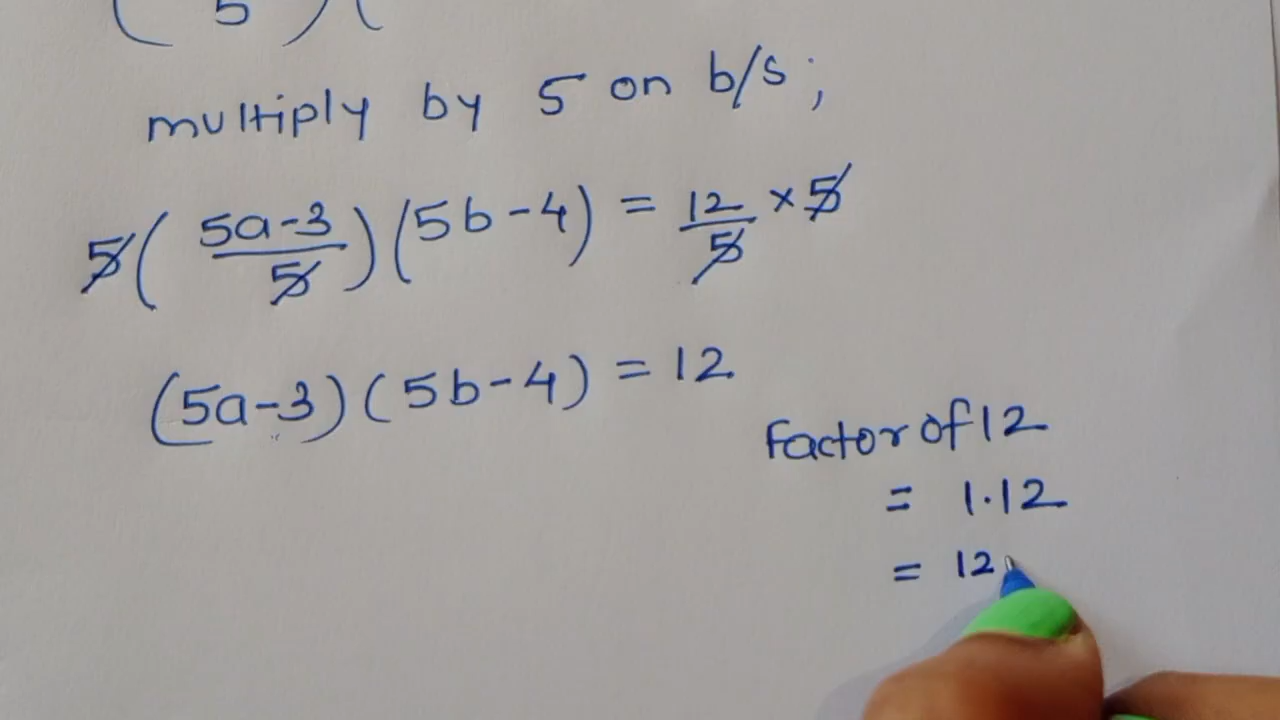 ( 5 ) (
multiply by 5 on b/s;
5( 5a-3/5 )(5b-4) = 12/5 × 5
(5a-3)(5b-4) = 12
Factor of 12
= 1.12
= 12